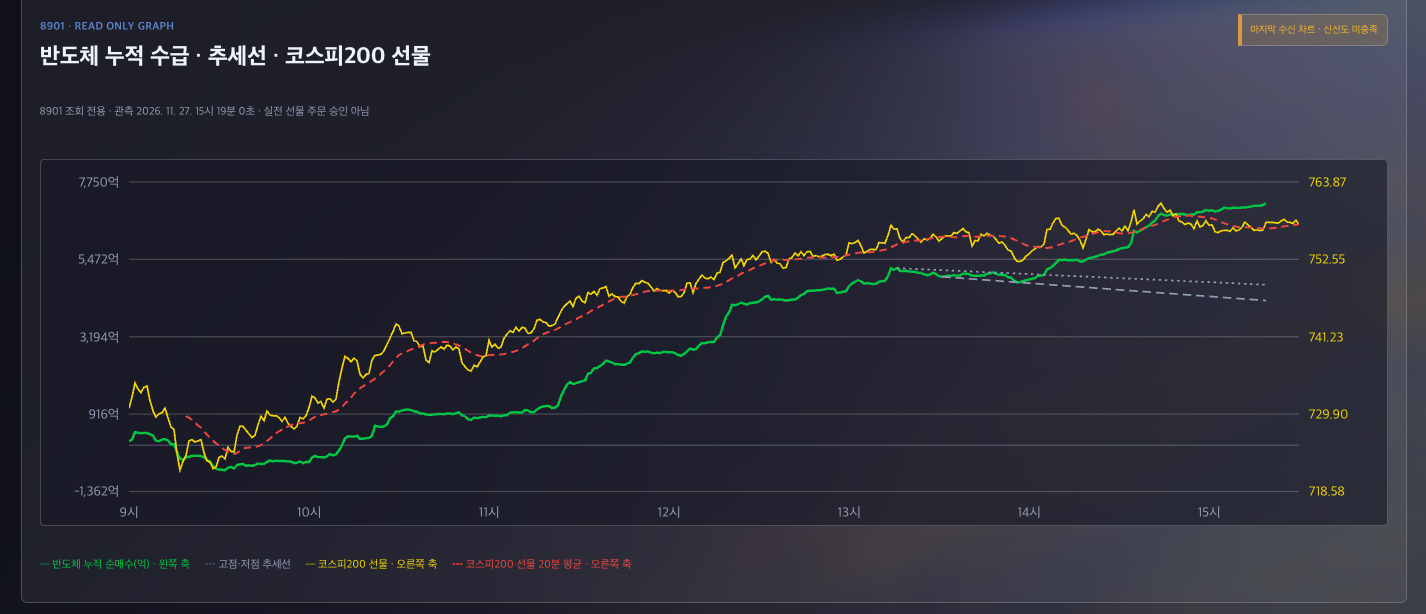 8901 · READ ONLY GRAPH
마지막 수신 차트 · 신선도 미충족
반도체 누적 수급 · 추세선 · 코스피200 선물
8901 조회 전용 · 관측 2026. 11. 27. 15시 19분 0초 · 실전 선물 주문 승인 아님
7,750억
763.87
5,472억
752.55
3,194억
741.23
916억
729.90
-1,362억
718.58
9시 10시 11시 12시 13시 14시 15시
반도체 누적 순매수(억) · 왼쪽 축 고점·저점 추세선 코스피200 선물 · 오른쪽 축 코스피200 선물 20분 평균 · 오른쪽 축